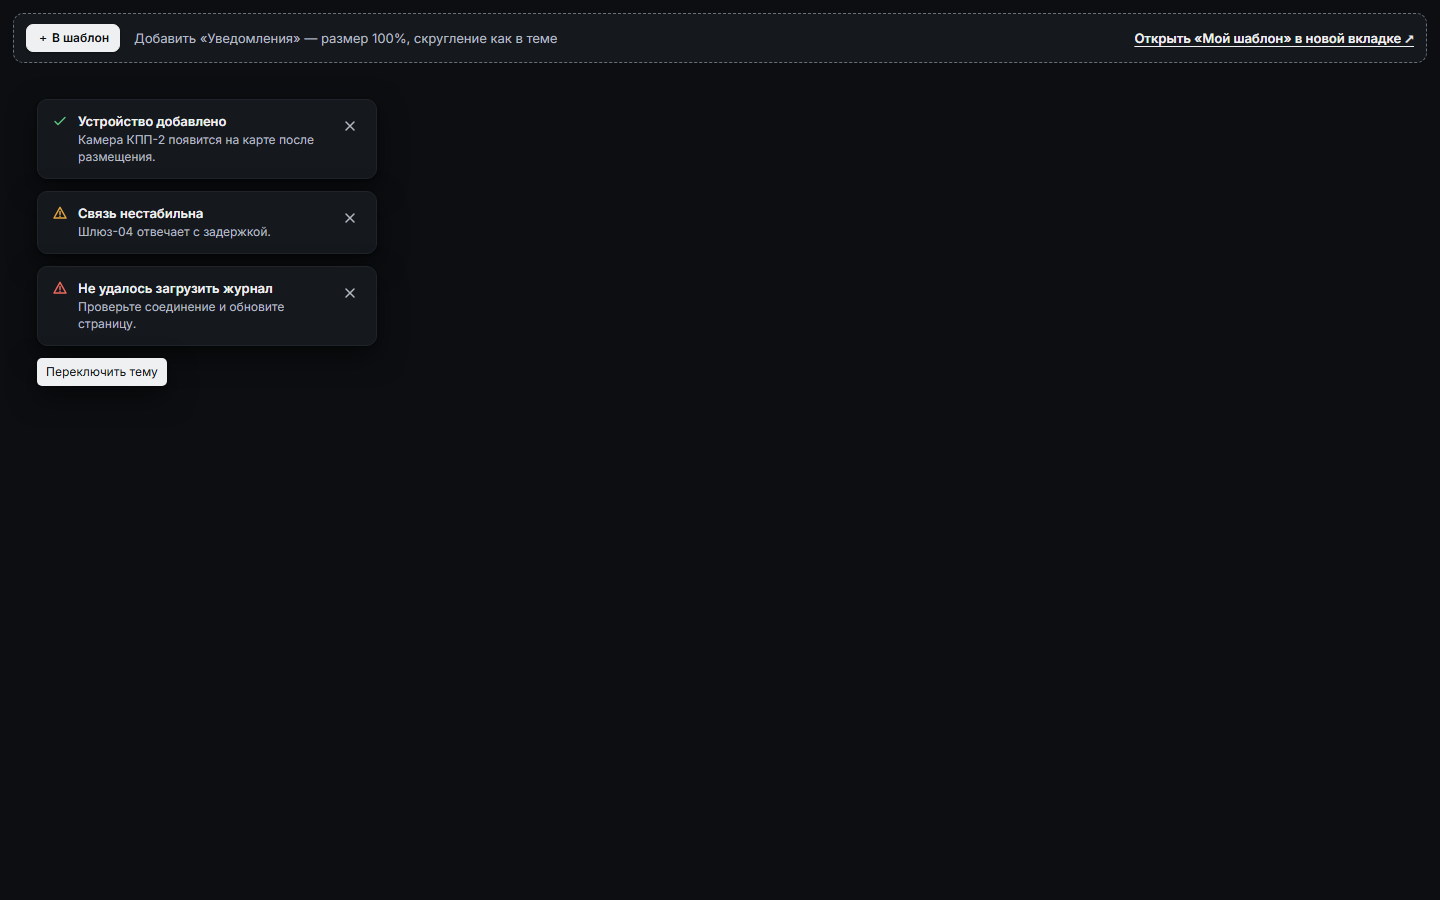 + В шаблон
Добавить «Уведомления» — размер 100%, скругление как в теме
Открыть «Мой шаблон» в новой вкладке ↗
Устройство добавлено
Камера КПП-2 появится на карте после
размещения.
Связь нестабильна
Шлюз-04 отвечает с задержкой.
Не удалось загрузить журнал
Проверьте соединение и обновите
страницу.
Переключить тему